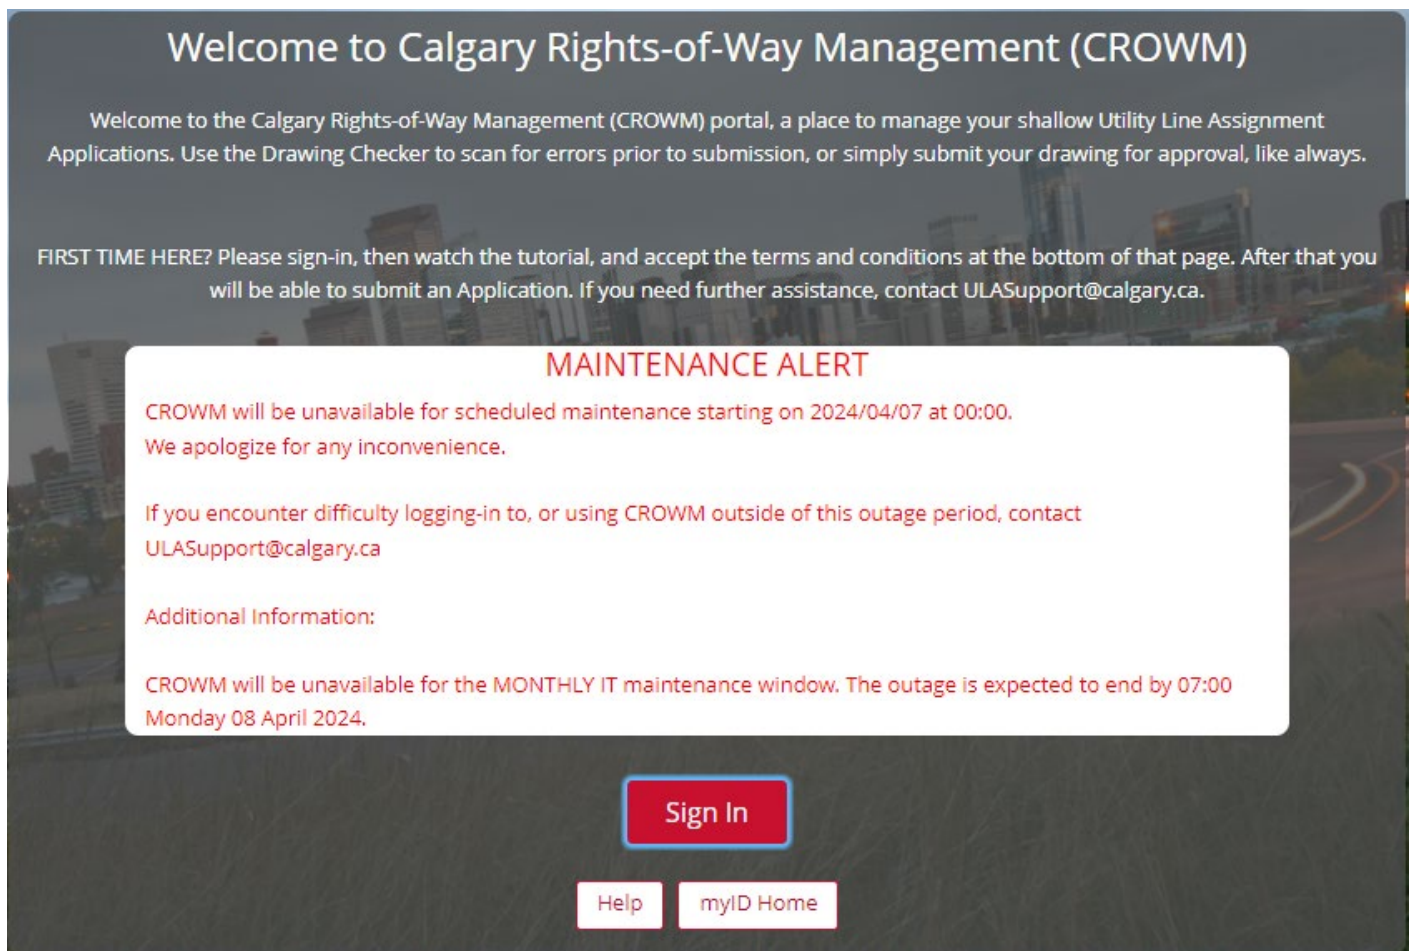 Welcome to Calgary Rights-of-Way Management (CROWM)
Welcome to the Calgary Rights-of-Way Management (CROWM) portal, a place to manage your shallow Utility Line Assignment
Applications. Use the Drawing Checker to scan for errors prior to submission, or simply submit your drawing for approval, like always.
FIRST TIME HERE? Please sign-in, then watch the tutorial, and accept the terms and conditions at the bottom of that page. After that you
will be able to submit an Application. If you need further assistance, contact ULASupport@calgary.ca.
MAINTENANCE ALERT
CROWM will be unavailable for scheduled maintenance starting on 2024/04/07 at 00:00.
We apologize for any inconvenience.
If you encounter difficulty logging-in to, or using CROWM outside of this outage period, contact
ULASupport@calgary.ca
Additional Information:
CROWM will be unavailable for the MONTHLY IT maintenance window. The outage is expected to end by 07:00
Monday 08 April 2024.
Sign In
Help
myID Home